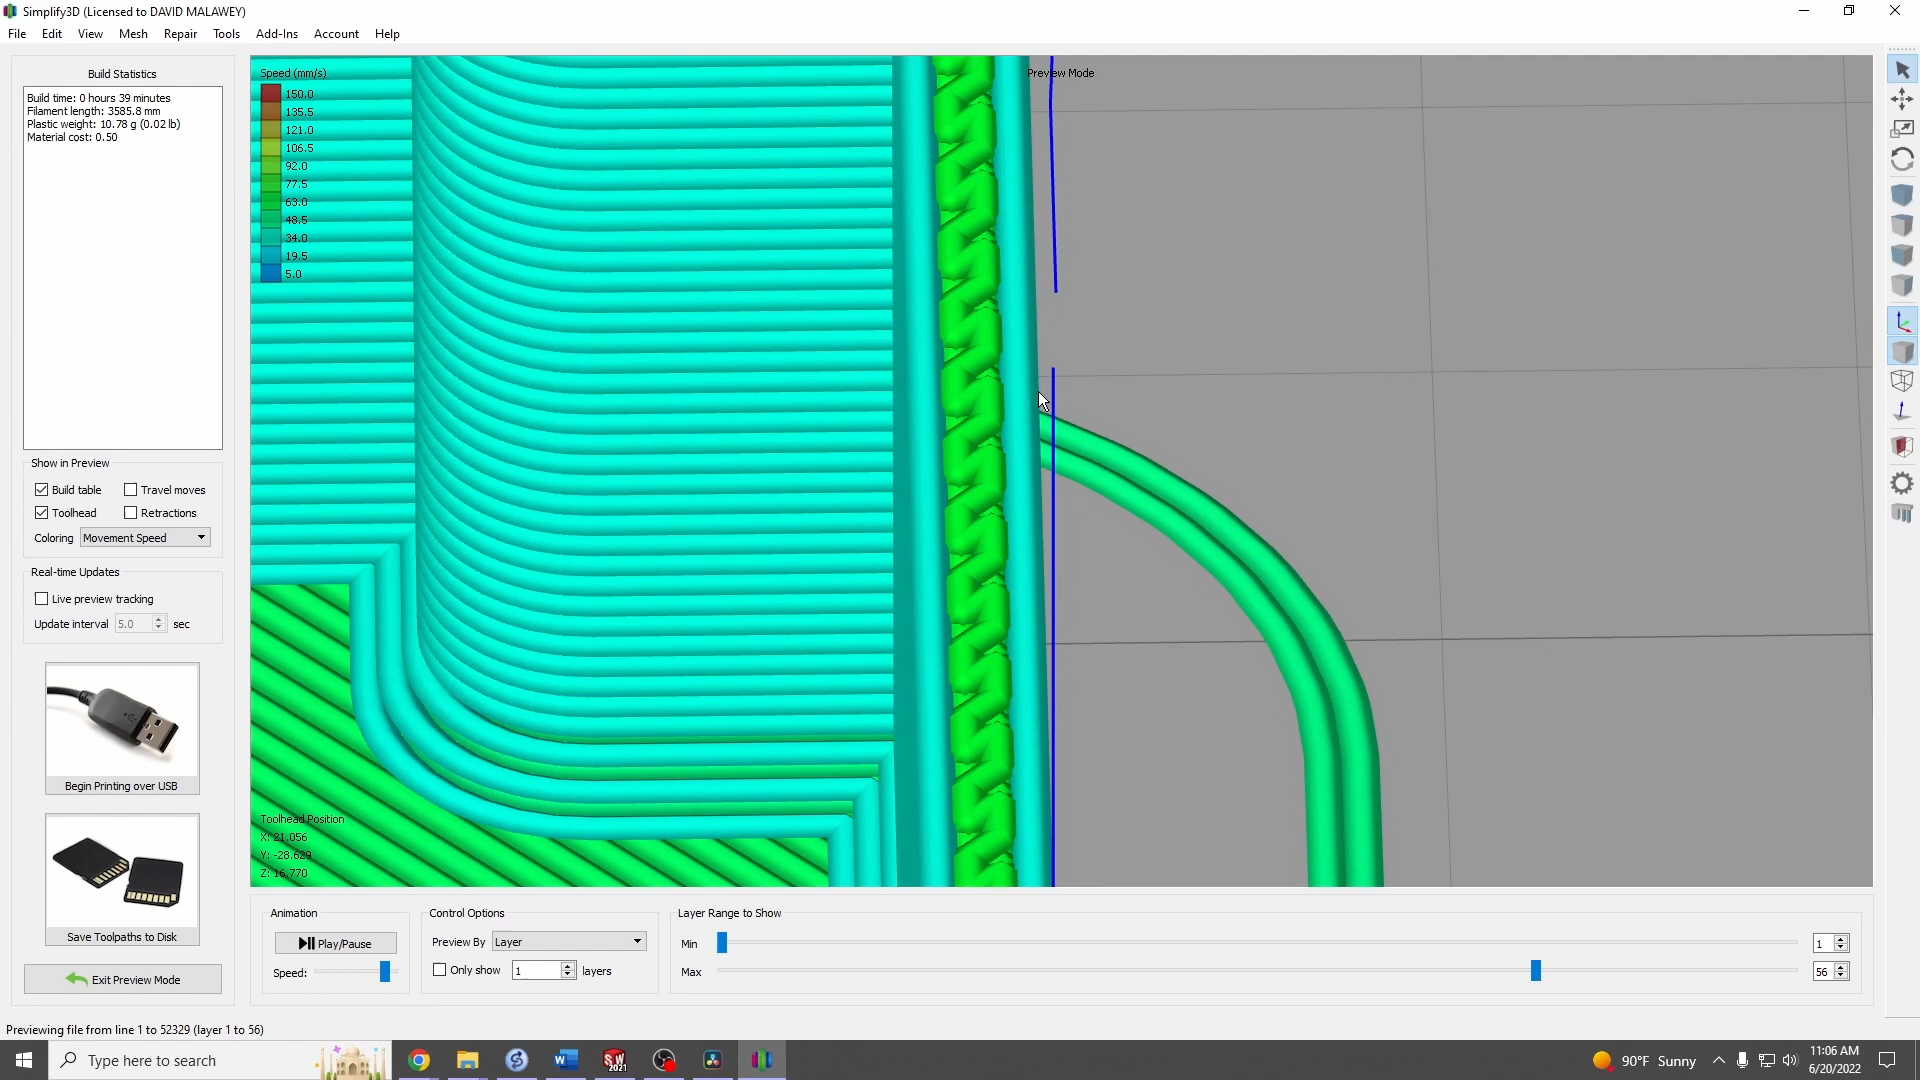 Simplify3D (Licensed to DAVID MALAWEY)
File Edit View Mesh Repair Tools Add-Ins Account Help
Build Statistics
Build time: 0 hours 39 minutes
Filament length: 3585.8 mm
Plastic weight: 10.78 g (0.02 lb)
Material cost: 0.50
Show in Preview
Build table Travel moves
Toolhead Retractions
Coloring Movement Speed
Real-time Updates
Live preview tracking
Update interval 5.0 sec
Begin Printing over USB
Save Toolpaths to Disk
Exit Preview Mode
Speed (mm/s)
150.0
135.5
121.0
106.5
92.0
77.5
63.0
48.5
34.0
19.5
5.0
Preview Mode
Toolhead Position
X: 21.056
Y: -28.629
Z: 16.770
Animation
Play/Pause
Speed:
Control Options
Preview By Layer
Only show 1 layers
Layer Range to Show
Min 1
Max 56
Previewing file from line 1 to 52329 (layer 1 to 56)
Type here to search
SW
2021
90°F Sunny
11:06 AM
6/20/2022